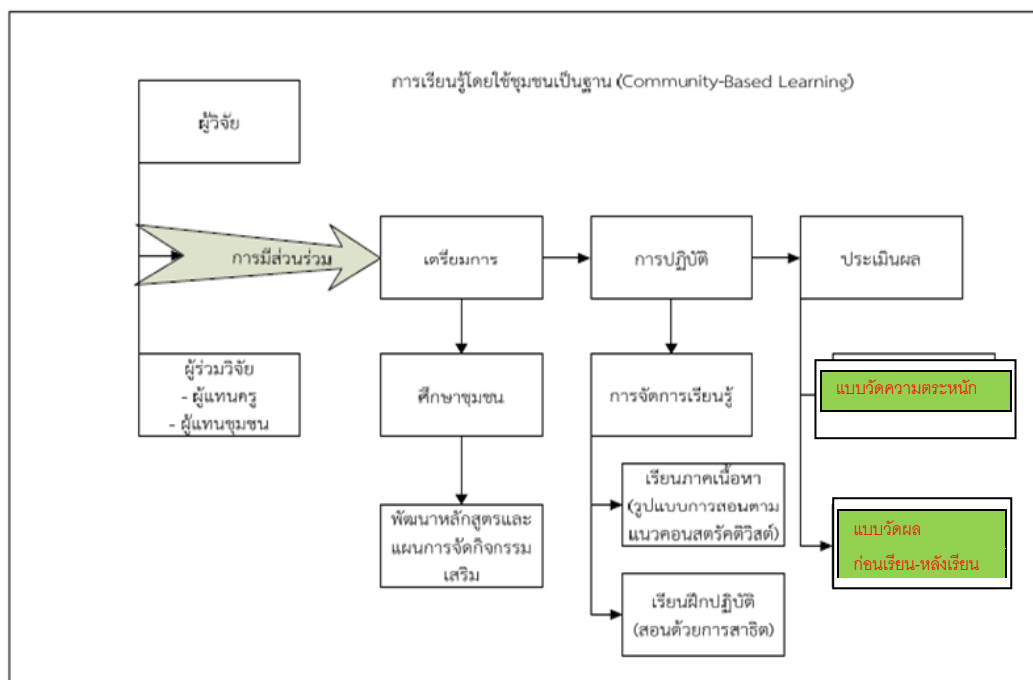 การเรียนรู้โดยใช้ชุมชนเป็นฐาน (Community-Based Learning)
ผู้วิจัย
การมีส่วนร่วม
เตรียมการ
การปฏิบัติ
ประเมินผล
ผู้ร่วมวิจัย
- ผู้แทนครู
- ผู้แทนชุมชน
ศึกษาชุมชน
การจัดการเรียนรู้
แบบวัดความตระหนัก
พัฒนาหลักสูตรและ
แผนการจัดกิจกรรม
เสริม
เรียนภาคเนื้อหา
(รูปแบบการสอนตาม
แนวคอนสตรัคติวิสต์)
แบบวัดผล
ก่อนเรียน-หลังเรียน
เรียนฝึกปฏิบัติ
(สอนด้วยการสาธิต)